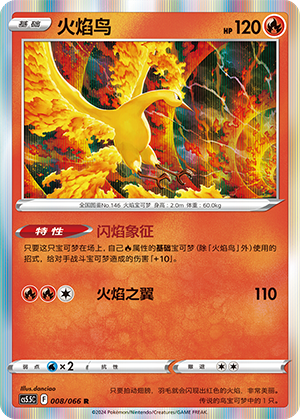 基础 火焰鸟 HP 120
全国图鉴No.146 火焰宝可梦 身高：2.0m 体重：60.0kg
特性 闪焰象征
只要这只宝可梦在场上，自己属性的基础宝可梦（除「火焰鸟」外）使用的
招式，给对手战斗宝可梦造成的伤害「+10」。
火焰之翼 110
弱点 ×2 抵抗力 撤退
Illus.danciao
CS5.5C F 008/066 R
只要拍动翅膀，羽毛就会闪现出红色的火焰，非常美丽。
传说的鸟宝可梦中的1只。
©2024 Pokémon/Nintendo/Creatures/GAME FREAK.